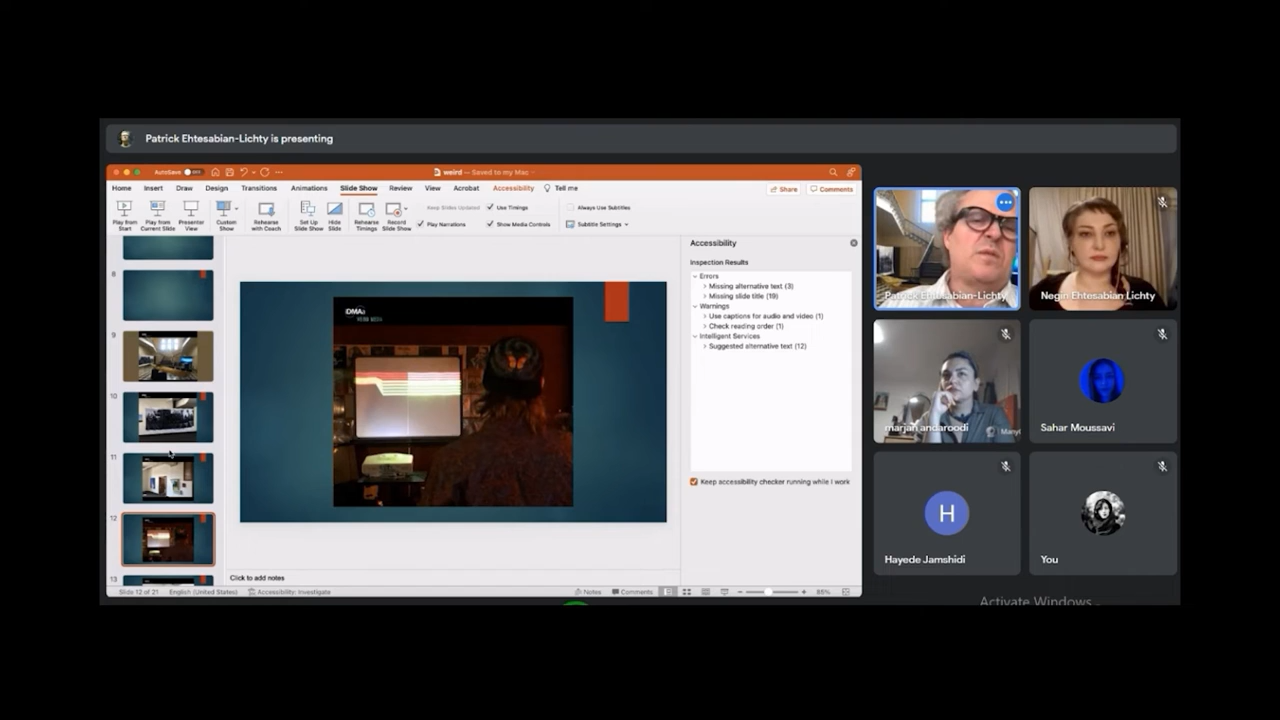 Patrick Ehtesabian-Lichty is presenting
AutoSave OFF
weird — Saved to my Mac
Home Insert Draw Design Transitions Animations Slide Show Review View Acrobat Accessibility Tell me
Share Comments
Play from Start
Play from Current Slide
Presenter View
Custom Show
Rehearse with Coach
Set Up Slide Show
Hide Slide
Rehearse Timings
Record Slide Show
Keep Slides Updated
Use Timings
Play Narrations
Show Media Controls
Always Use Subtitles
Subtitle Settings
8
9
10
11
12
13
Accessibility
Inspection Results
Errors
Missing alternative text (3)
Missing slide title (19)
Warnings
Use captions for audio and video (1)
Check reading order (1)
Intelligent Services
Suggested alternative text (12)
Keep accessibility checker running while I work
Click to add notes
Slide 12 of 21 English (United States) Accessibility: Investigate
Notes Comments 85%
Patrick Ehtesabian-Lichty
Negin Ehtesabian Lichty
marjan andaroodi
Sahar Moussavi
H
Hayede Jamshidi
You
Activate Windows